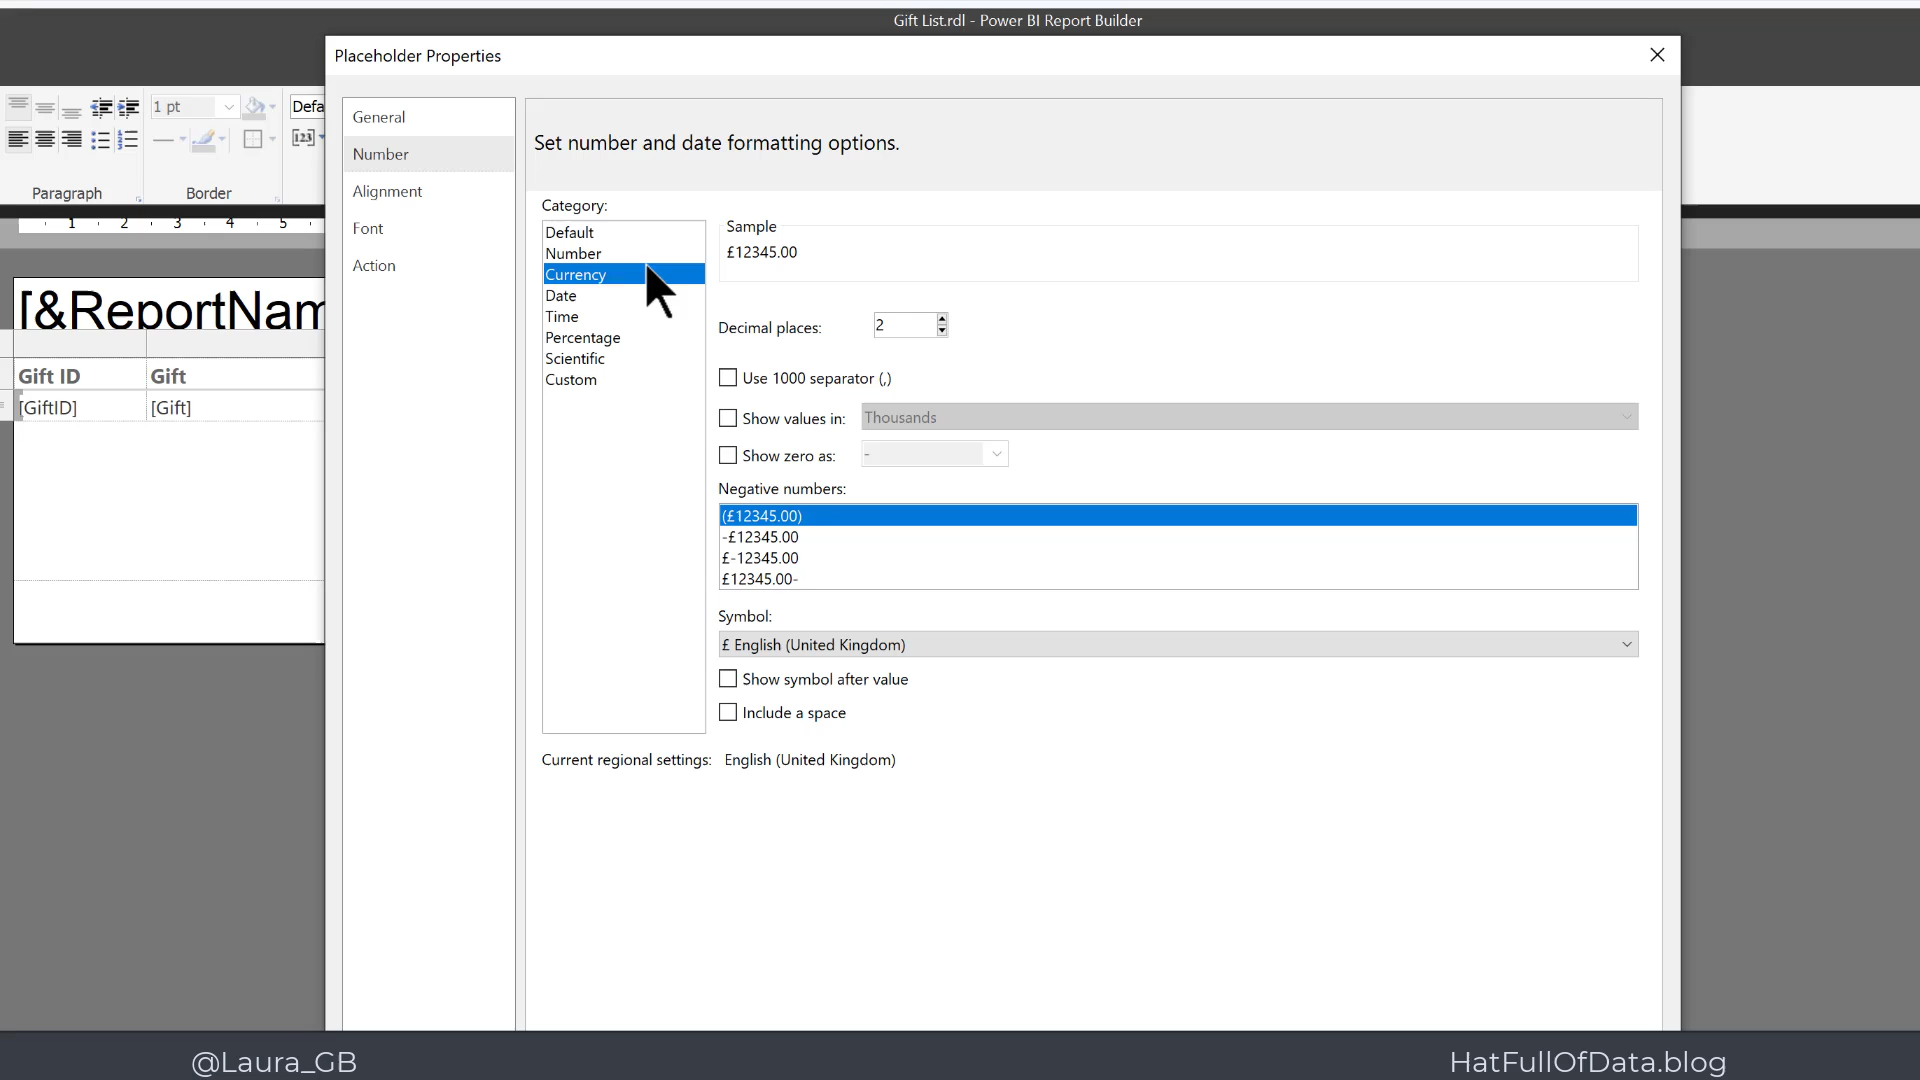 Gift List.rdl - Power BI Report Builder
Placeholder Properties
1 pt
Defa
[123]
Paragraph
Border
1 2 3 4 5
[&ReportNam
Gift ID Gift
[GiftID] [Gift]
General
Number
Alignment
Font
Action
Set number and date formatting options.
Category:
Default
Number
Currency
Date
Time
Percentage
Scientific
Custom
Sample
£12345.00
Decimal places: 2
Use 1000 separator (,)
Show values in: Thousands
Show zero as: -
Negative numbers:
(£12345.00)
-£12345.00
£-12345.00
£12345.00-
Symbol:
£ English (United Kingdom)
Show symbol after value
Include a space
Current regional settings: English (United Kingdom)
@Laura_GB
HatFullOfData.blog